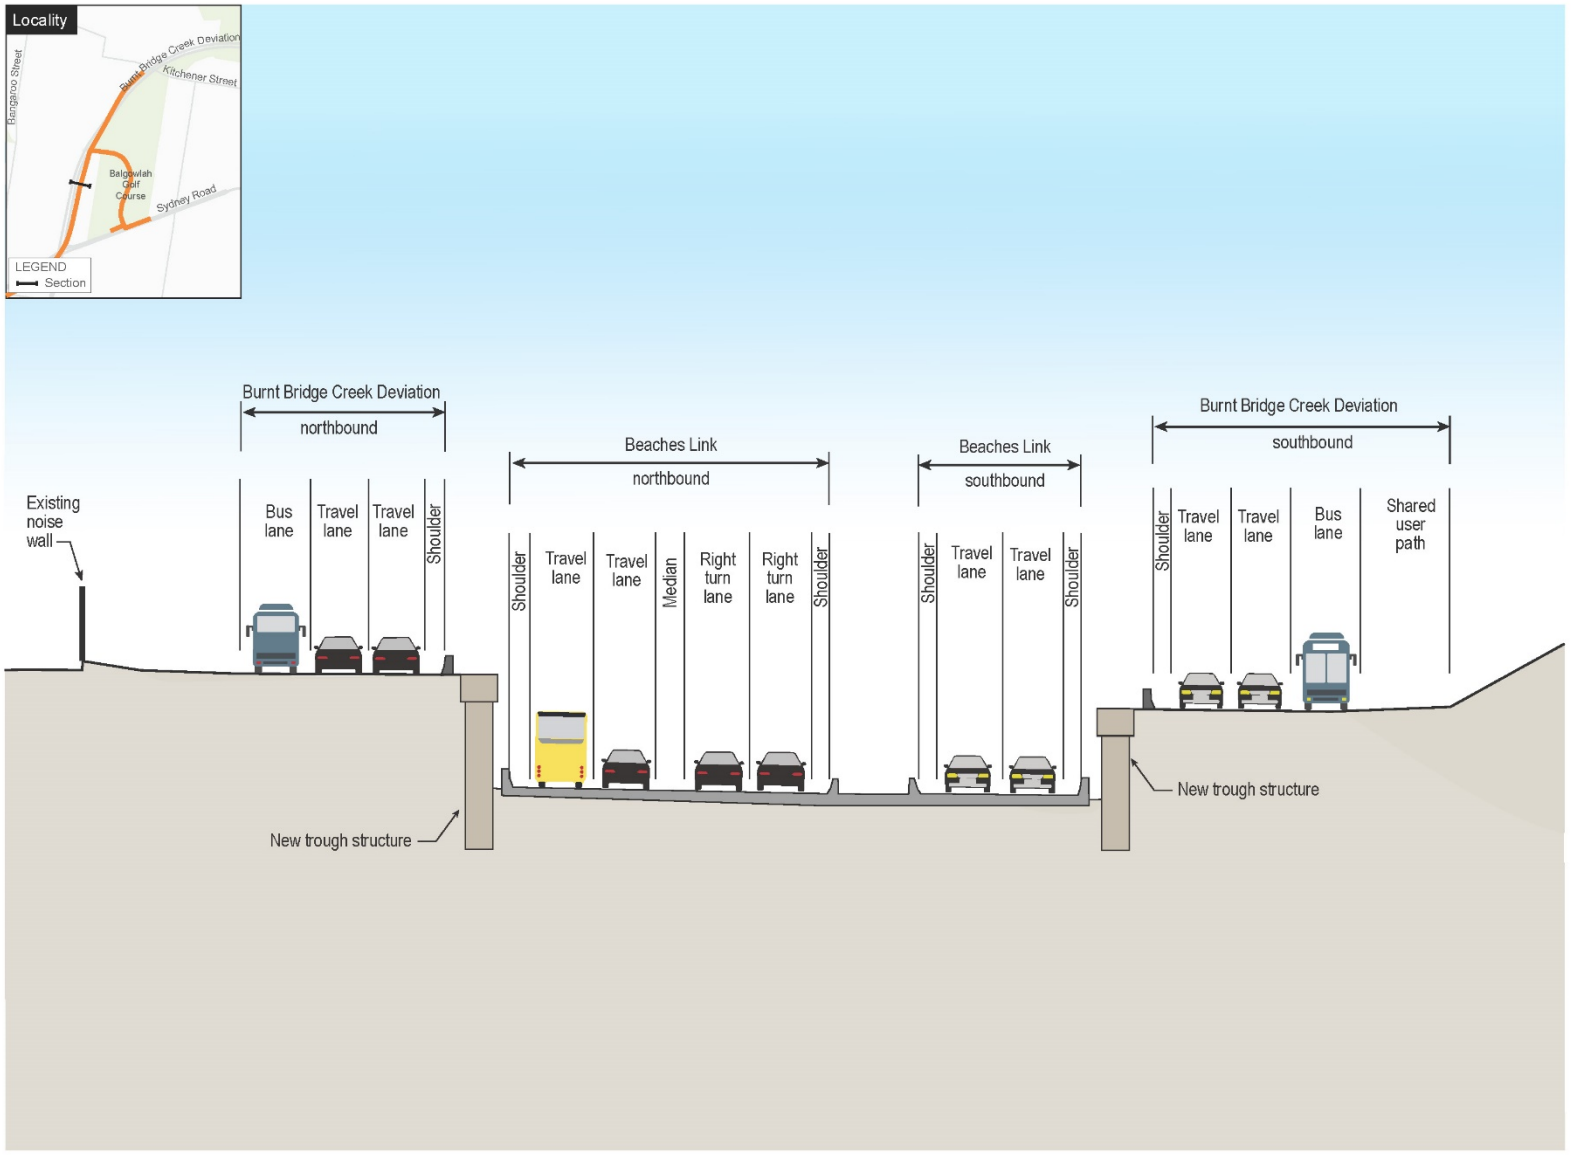 Locality
Bangaroo Street
Burnt Bridge Creek Deviation
Kitchener Street
Balgowlah
Golf
Course
Sydney Road
LEGEND
Section
Burnt Bridge Creek Deviation
northbound
Existing
noise
wall
Bus
lane
Travel
lane
Travel
lane
Shoulder
Beaches Link
northbound
Shoulder
Travel
lane
Travel
lane
Median
Right
turn
lane
Right
turn
lane
Shoulder
Beaches Link
southbound
Shoulder
Travel
lane
Travel
lane
Shoulder
Burnt Bridge Creek Deviation
southbound
Shoulder
Travel
lane
Travel
lane
Bus
lane
Shared
user
path
New trough structure
New trough structure